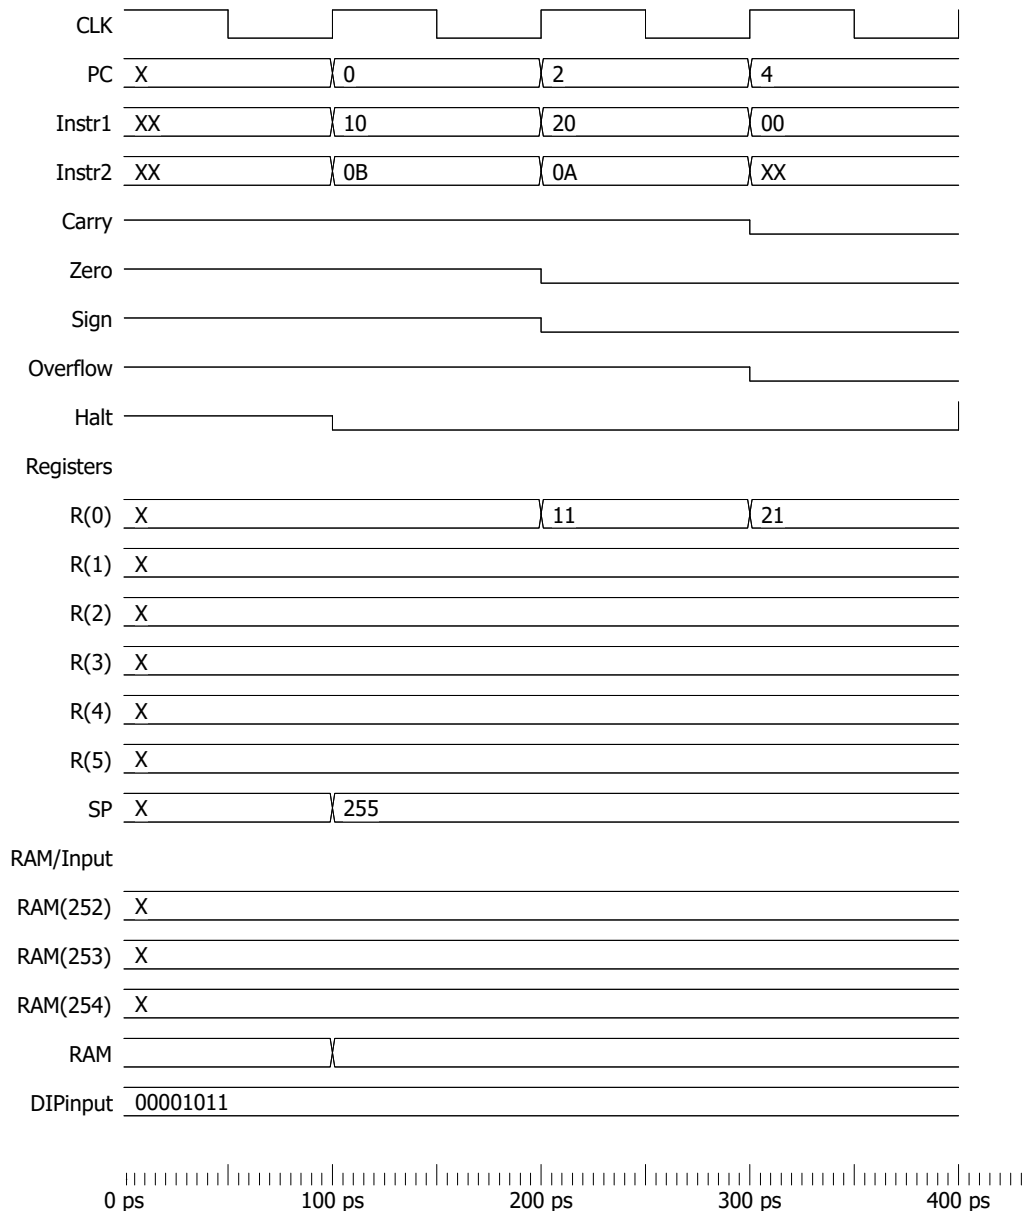 CLK
PC X 0 2 4
Instr1 XX 10 20 00
Instr2 XX 0B 0A XX
Carry
Zero
Sign
Overflow
Halt
Registers
R(0) X 11 21
R(1) X
R(2) X
R(3) X
R(4) X
R(5) X
SP X 255
RAM/Input
RAM(252) X
RAM(253) X
RAM(254) X
RAM
DIPinput 00001011
0 ps 100 ps 200 ps 300 ps 400 ps